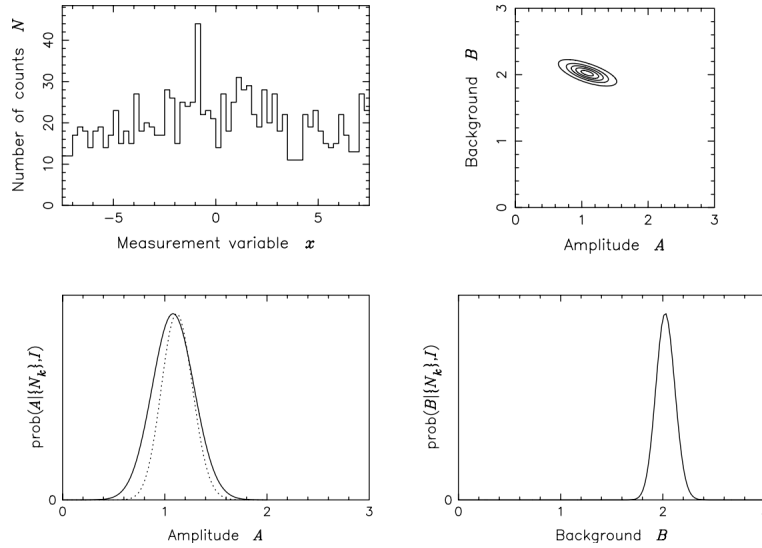 Number of counts N
0 10 20 30 40
−5 0 5
Measurement variable x
Background B
0 1 2 3
0 1 2 3
Amplitude A
prob(A|{N_k},I)
0
0 1 2 3
Amplitude A
prob(B|{N_k},I)
0
0 1 2
Background B